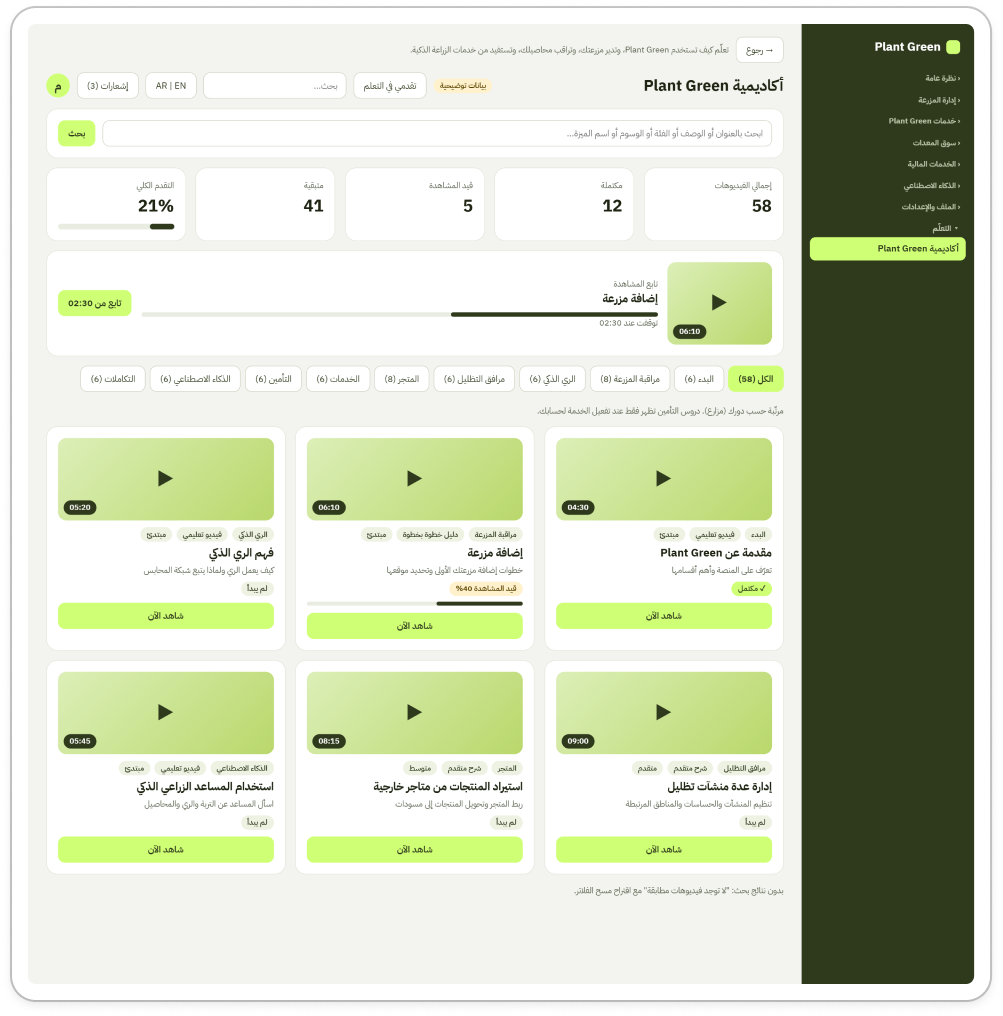 Plant Green
‹ نظرة عامة
‹ إدارة المزرعة
‹ خدمات Plant Green
‹ سوق المعدات
‹ الخدمات المالية
‹ الذكاء الاصطناعي
‹ الملف والإعدادات
▾ التعلّم
أكاديمية Plant Green
→ رجوع
تعلّم كيف تستخدم Plant Green، وتدير مزرعتك، وتراقب محاصيلك، وتستفيد من خدمات الزراعة الذكية.
أكاديمية Plant Green
بيانات توضيحية
تقدمي في التعلم
بحث...
AR | EN
إشعارات (3)
م
ابحث بالعنوان أو الوصف أو الفئة أو الوسوم أو اسم الميزة...
بحث
إجمالي الفيديوهات
58
مكتملة
12
قيد المشاهدة
5
متبقية
41
التقدم الكلي
21%
06:10
تابع المشاهدة
إضافة مزرعة
توقفت عند 02:30
تابع من 02:30
الكل (58)
البدء (6)
مراقبة المزرعة (8)
الري الذكي (6)
مرافق التظليل (6)
المتجر (8)
الخدمات (6)
التأمين (6)
الذكاء الاصطناعي (6)
التكاملات (6)
مرتّبة حسب دورك (مزارع). دروس التأمين تظهر فقط عند تفعيل الخدمة لحسابك.
04:30
البدء
فيديو تعليمي
مبتدئ
مقدمة عن Plant Green
تعرّف على المنصة وأهم أقسامها
✓ مكتمل
شاهد الآن
06:10
مراقبة المزرعة
دليل خطوة بخطوة
مبتدئ
إضافة مزرعة
خطوات إضافة مزرعتك الأولى وتحديد موقعها
قيد المشاهدة 40%
شاهد الآن
05:20
الري الذكي
فيديو تعليمي
مبتدئ
فهم الري الذكي
كيف يعمل الري ولماذا يتبع شبكة المحابس
لم يبدأ
شاهد الآن
09:00
مرافق التظليل
شرح متقدم
متقدم
إدارة عدة منشآت تظليل
تنظيم المنشآت والحساسات والمناطق المرتبطة
لم يبدأ
شاهد الآن
08:15
المتجر
شرح متقدم
متوسط
استيراد المنتجات من متاجر خارجية
ربط المتجر وتحويل المنتجات إلى مسودات
لم يبدأ
شاهد الآن
05:45
الذكاء الاصطناعي
فيديو تعليمي
مبتدئ
استخدام المساعد الزراعي الذكي
اسأل المساعد عن التربة والري والمحاصيل
لم يبدأ
شاهد الآن
بدون نتائج بحث: "لا توجد فيديوهات مطابقة" مع اقتراح مسح الفلاتر.